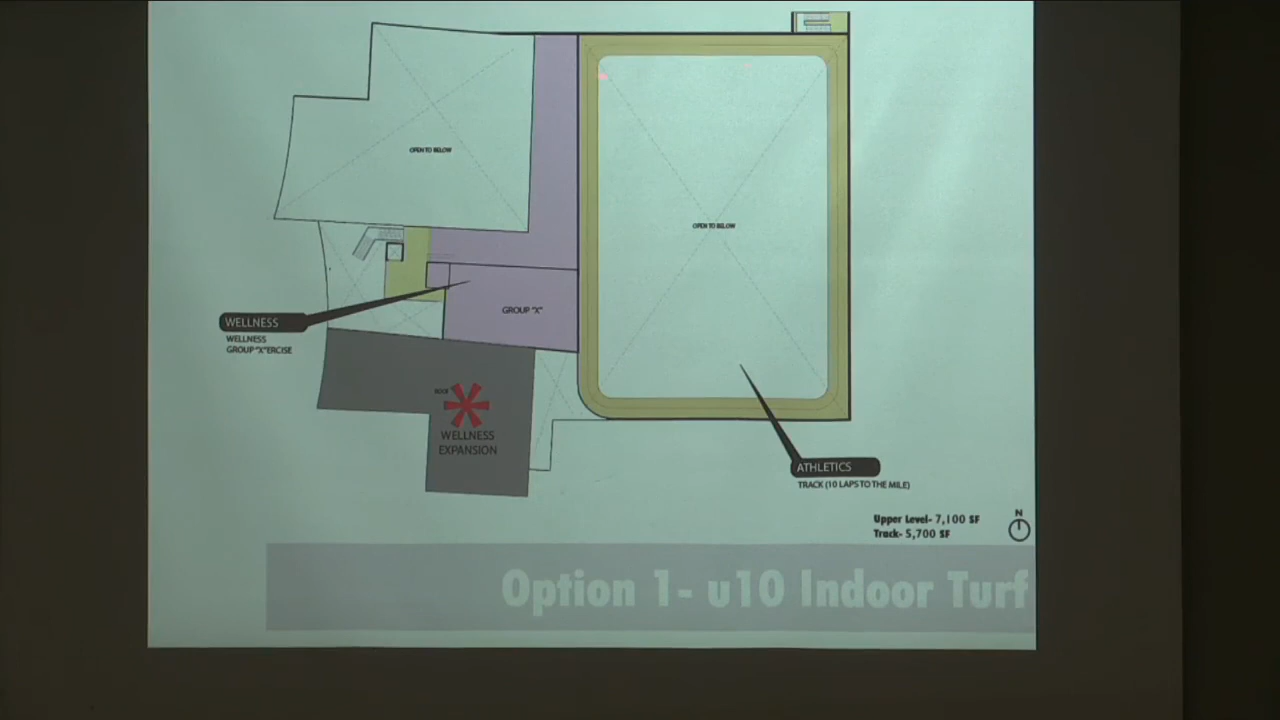 OPEN TO BELOW
OPEN TO BELOW
GROUP "X"
WELLNESS
WELLNESS
GROUP "X"ERCISE
ROOF
WELLNESS
EXPANSION
ATHLETICS
TRACK (10 LAPS TO THE MILE)
Upper Level- 7,100 SF
Track- 5,700 SF
N
Option 1- u10 Indoor Turf